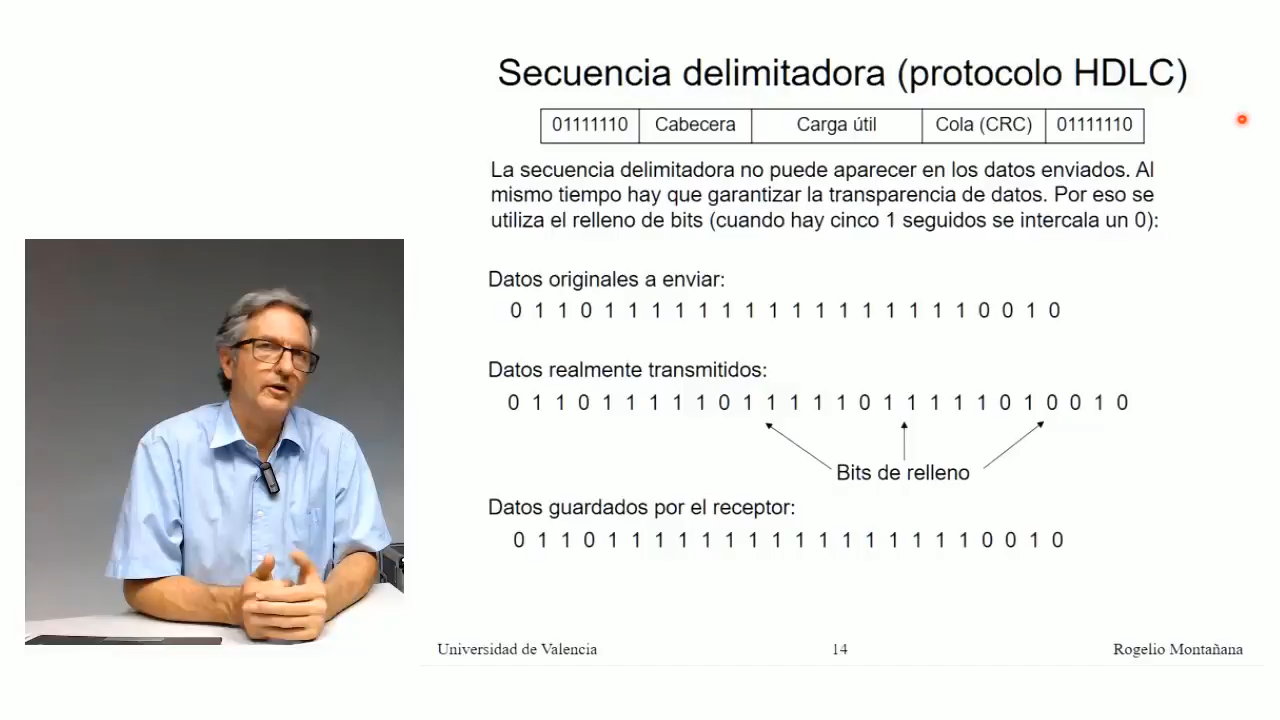 Secuencia delimitadora (protocolo HDLC)
01111110 Cabecera Carga útil Cola (CRC) 01111110
La secuencia delimitadora no puede aparecer en los datos enviados. Al
mismo tiempo hay que garantizar la transparencia de datos. Por eso se
utiliza el relleno de bits (cuando hay cinco 1 seguidos se intercala un 0):
Datos originales a enviar:
0 1 1 0 1 1 1 1 1 1 1 1 1 1 1 1 1 1 1 1 0 0 1 0
Datos realmente transmitidos:
0 1 1 0 1 1 1 1 1 0 1 1 1 1 1 0 1 1 1 1 1 0 1 0 0 1 0
Bits de relleno
Datos guardados por el receptor:
0 1 1 0 1 1 1 1 1 1 1 1 1 1 1 1 1 1 1 1 0 0 1 0
Universidad de Valencia 14 Rogelio Montañana